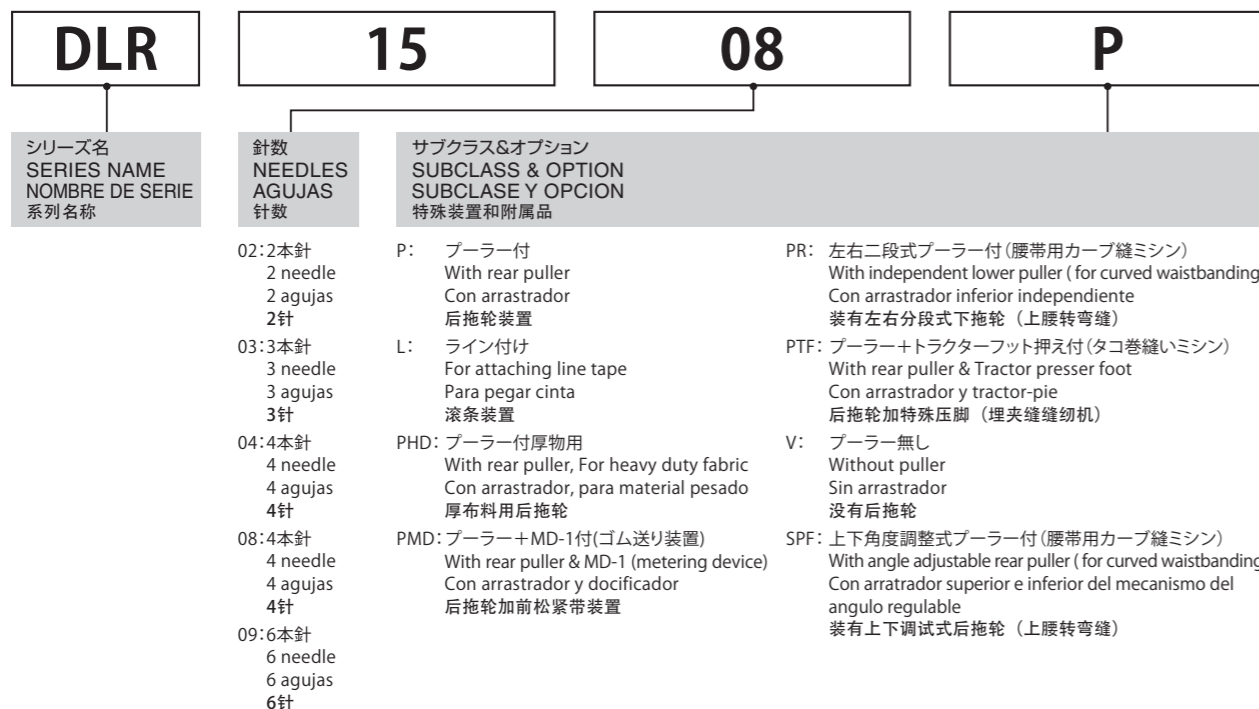 DLR 15 08 P
シリーズ名
SERIES NAME
NOMBRE DE SERIE
系列名称
針数
NEEDLES
AGUJAS
针数
サブクラス&オプション
SUBCLASS & OPTION
SUBCLASE Y OPCION
特殊装置和附属品
02:2本針
2 needle
2 agujas
2针
03:3本針
3 needle
3 agujas
3针
04:4本針
4 needle
4 agujas
4针
08:4本針
4 needle
4 agujas
4针
09:6本針
6 needle
6 agujas
6针
P: プーラー付
With rear puller
Con arrastrador
后拖轮装置
L: ライン付け
For attaching line tape
Para pegar cinta
滚条装置
PHD: プーラー付厚物用
With rear puller, For heavy duty fabric
Con arrastrador, para material pesado
厚布料用后拖轮
PMD: プーラー+MD-1付(ゴム送り装置)
With rear puller & MD-1 (metering device)
Con arrastrador y docificador
后拖轮加前松紧带装置
PR: 左右二段式プーラー付(腰帯用カーブ縫ミシン)
With independent lower puller ( for curved waistbanding
Con arrastrador inferior independiente
装有左右分段式下拖轮（上腰转弯缝）
PTF: プーラー+トラクターフット押え付(タコ巻縫いミシン)
With rear puller & Tractor presser foot
Con arrastrador y tractor-pie
后拖轮加特殊压脚（埋夹缝缝纫机）
V: プーラー無し
Without puller
Sin arrastrador
没有后拖轮
SPF: 上下角度調整式プーラー付(腰帯用カーブ縫ミシン)
With angle adjustable rear puller ( for curved waistbanding
Con arratrador superior e inferior del mecanismo del
angulo regulable
装有上下调试式后拖轮（上腰转弯缝）